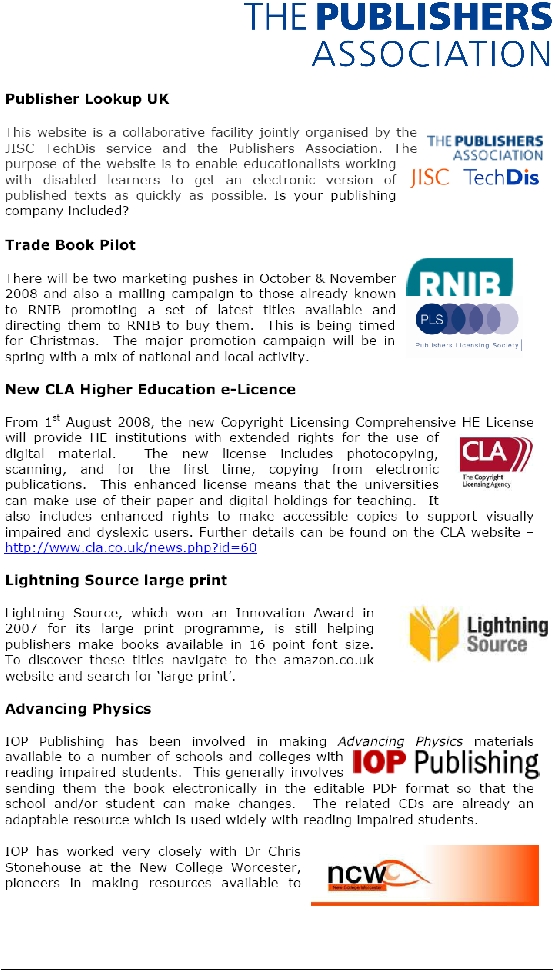 THE PUBLISHERS
ASSOCIATION
Publisher Lookup UK
This website is a collaborative facility jointly organised by the
JISC TechDis service and the Publishers Association. The
purpose of the website is to enable educationalists working
with disabled learners to get an electronic version of
published texts as quickly as possible. Is your publishing
company included?
THE PUBLISHERS
ASSOCIATION
JISC TechDis
Trade Book Pilot
There will be two marketing pushes in October & November
2008 and also a mailing campaign to those already known
to RNIB promoting a set of latest titles available and
directing them to RNIB to buy them. This is being timed
for Christmas. The major promotion campaign will be in
spring with a mix of national and local activity.
RNIB
PLS
Publishers Licensing Society
New CLA Higher Education e-Licence
From 1st August 2008, the new Copyright Licensing Comprehensive HE License
will provide HE institutions with extended rights for the use of
digital material. The new license includes photocopying,
scanning, and for the first time, copying from electronic
publications. This enhanced license means that the universities
can make use of their paper and digital holdings for teaching. It
also includes enhanced rights to make accessible copies to support visually
impaired and dyslexic users. Further details can be found on the CLA website –
http://www.cla.co.uk/news.php?id=60
CLA
The Copyright
Licensing Agency
Lightning Source large print
Lightning Source, which won an Innovation Award in
2007 for its large print programme, is still helping
publishers make books available in 16 point font size.
To discover these titles navigate to the amazon.co.uk
website and search for ‘large print’.
Lightning
Source
Advancing Physics
IOP Publishing has been involved in making Advancing Physics materials
available to a number of schools and colleges with
reading impaired students. This generally involves
sending them the book electronically in the editable PDF format so that the
school and/or student can make changes. The related CDs are already an
adaptable resource which is used widely with reading impaired students.
IOP Publishing
IOP has worked very closely with Dr Chris
Stonehouse at the New College Worcester,
pioneers in making resources available to
ncw
New College Worcester